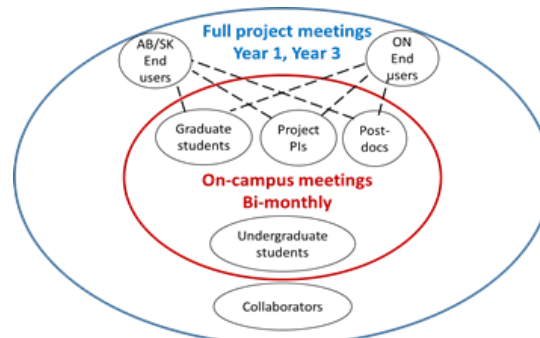 Full project meetings
Year 1, Year 3
AB/SK
End
users
ON
End
users
Graduate
students
Project
PIs
Post-
docs
On-campus meetings
Bi-monthly
Undergraduate
students
Collaborators